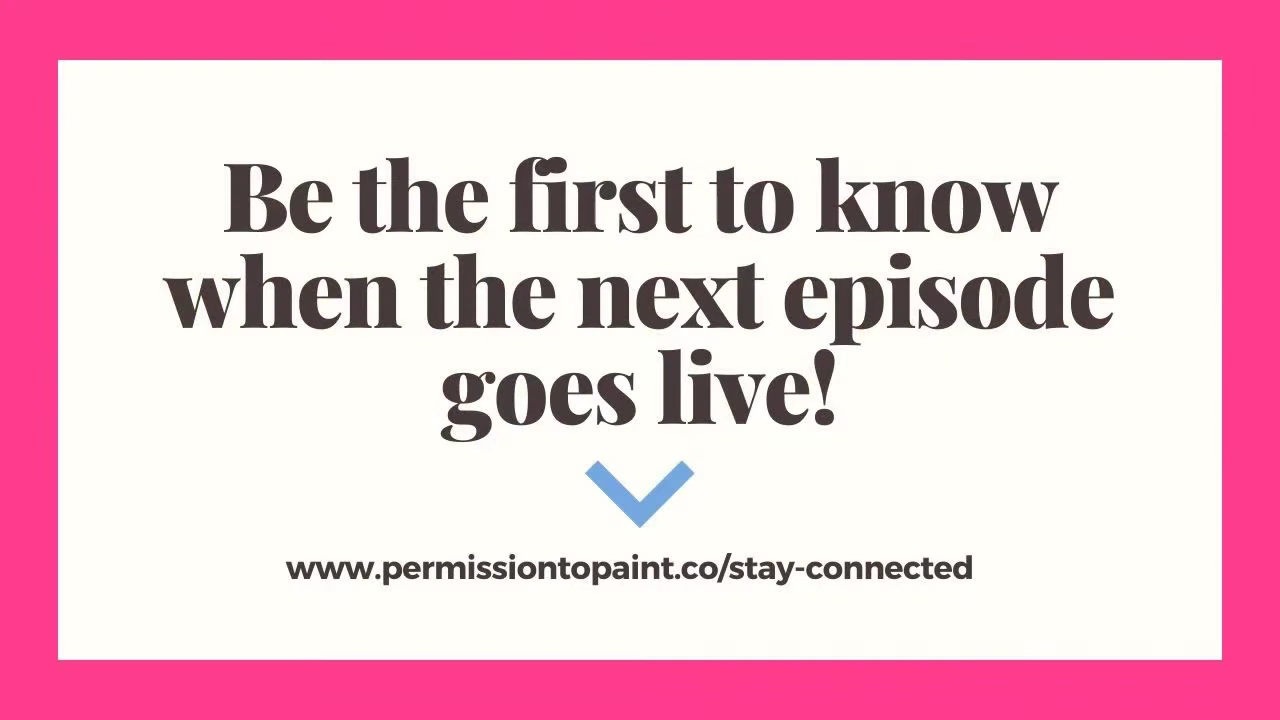 Be the first to know
when the next episode
goes live!
www.permissiontopaint.co/stay-connected